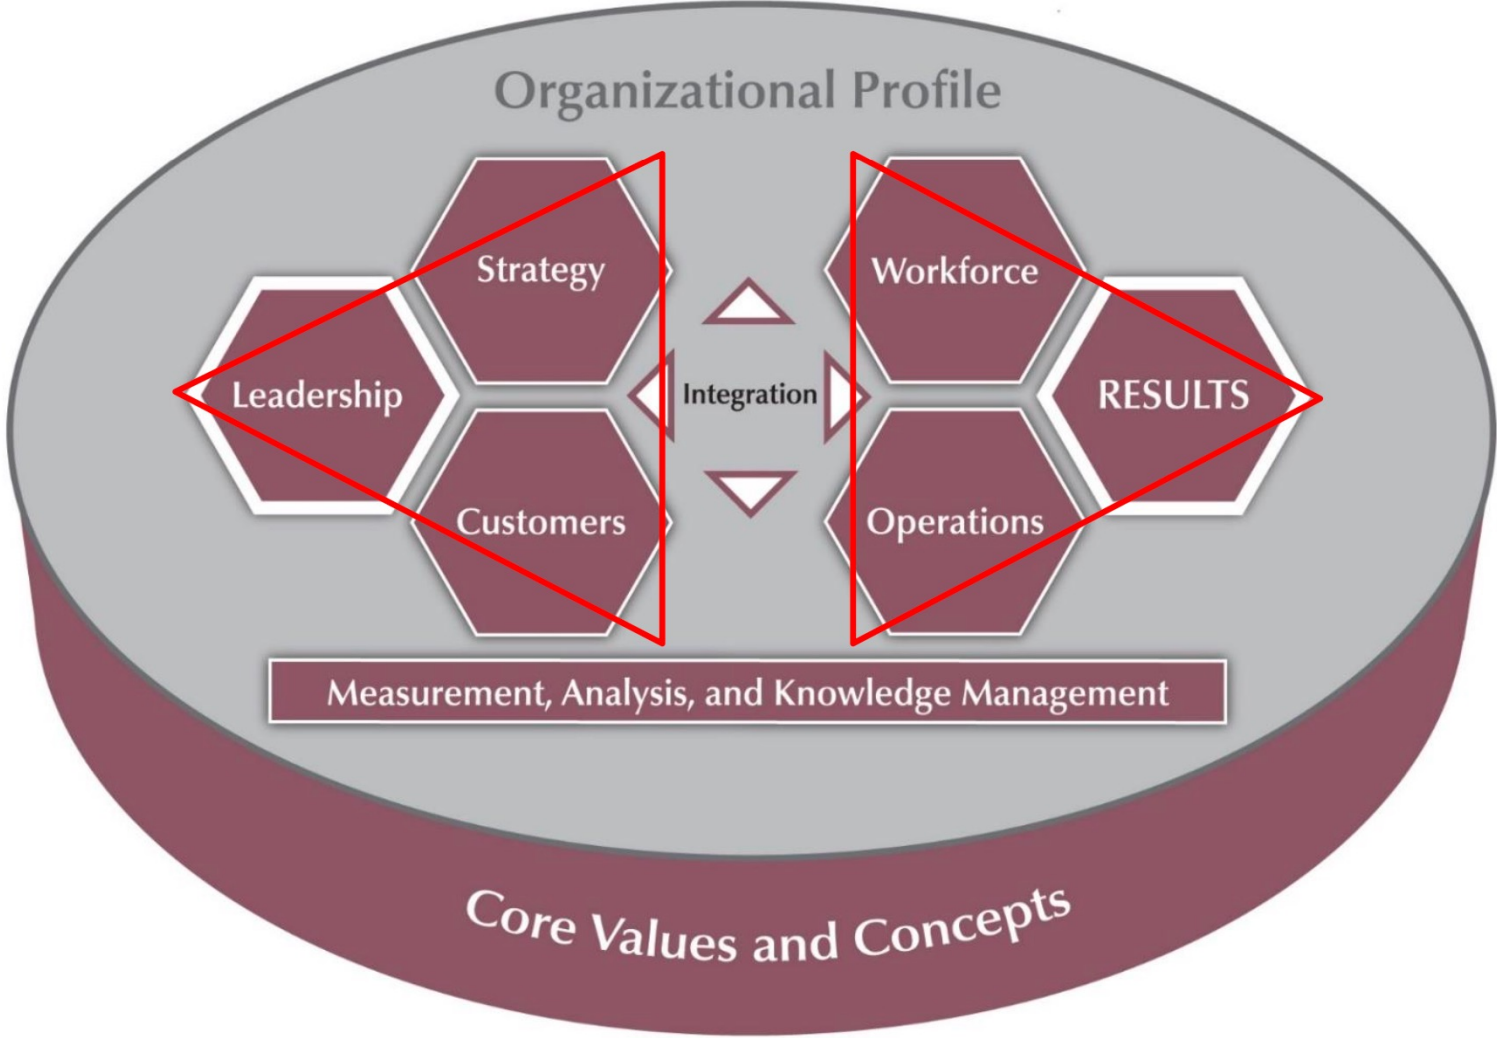 Organizational Profile
Strategy
Workforce
Leadership
Integration
RESULTS
Customers
Operations
Measurement, Analysis, and Knowledge Management
Core Values and Concepts